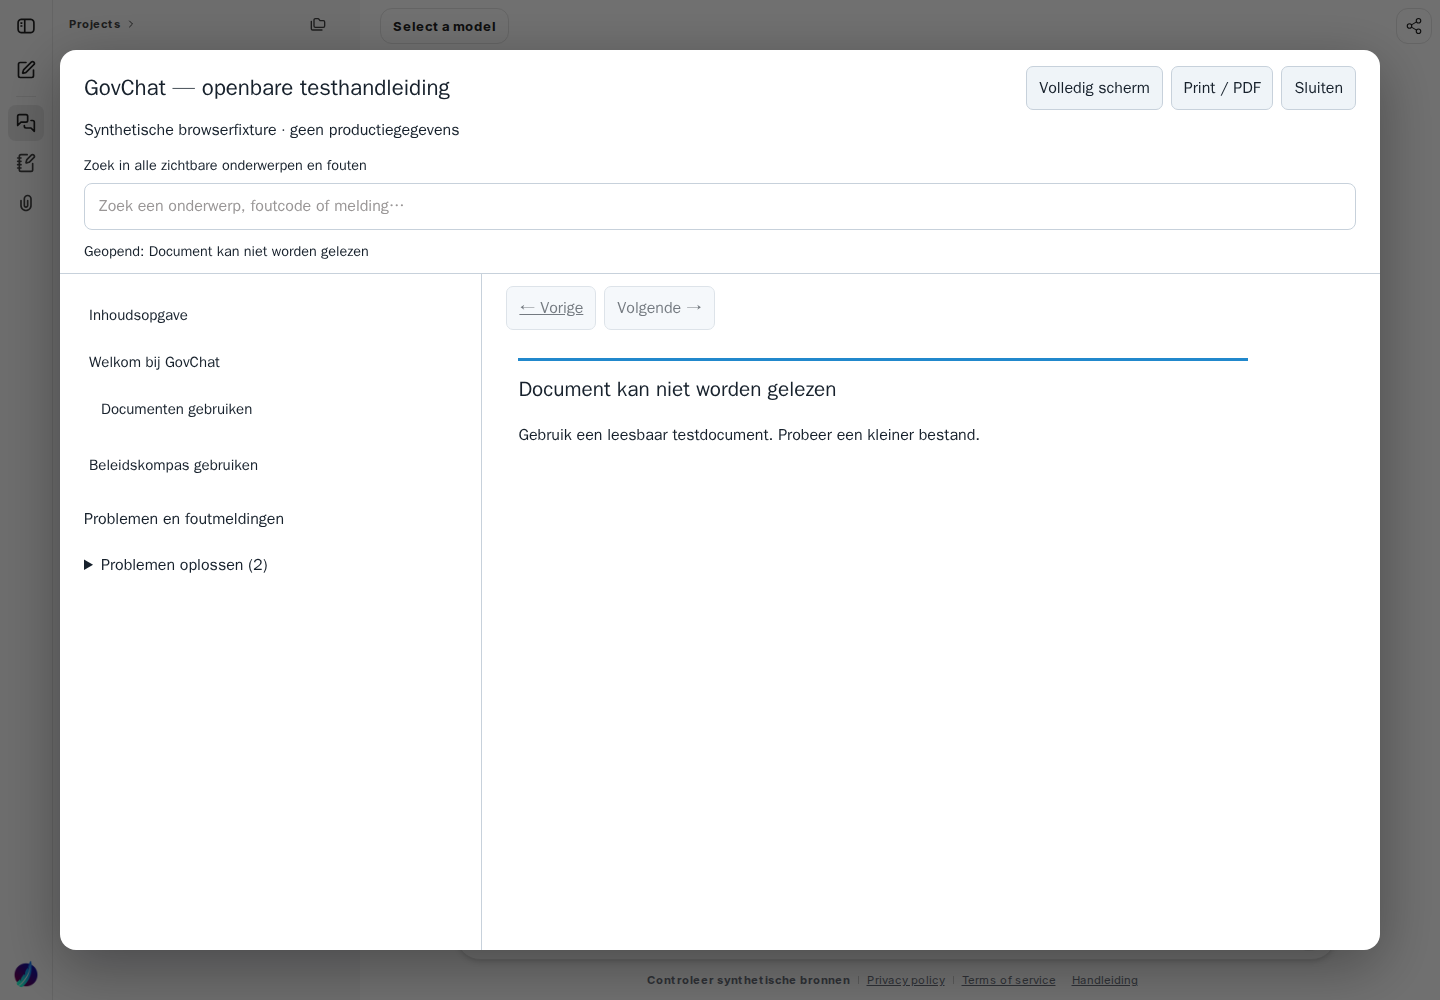 Projects
Select a model
GovChat — openbare testhandleiding
Volledig scherm
Print / PDF
Sluiten
Synthetische browserfixture · geen productiegegevens
Zoek in alle zichtbare onderwerpen en fouten
Zoek een onderwerp, foutcode of melding…
Geopend: Document kan niet worden gelezen
Inhoudsopgave
Welkom bij GovChat
Documenten gebruiken
Beleidskompas gebruiken
Problemen en foutmeldingen
Problemen oplossen (2)
← Vorige
Volgende →
Document kan niet worden gelezen
Gebruik een leesbaar testdocument. Probeer een kleiner bestand.
Controleer synthetische bronnen | Privacy policy | Terms of service Handleiding